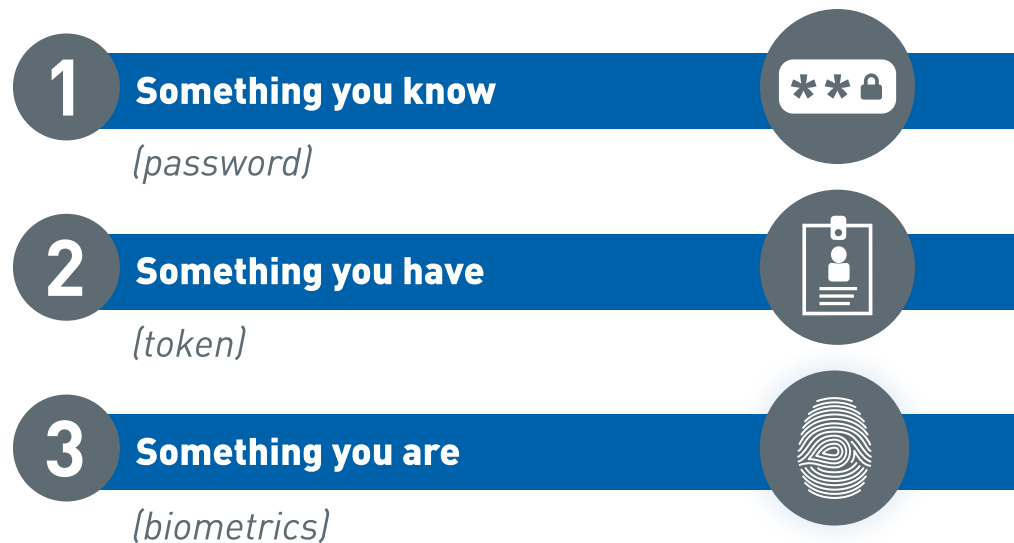 1
Something you know
**
(password)
2
Something you have
(token)
3
Something you are
(biometrics)